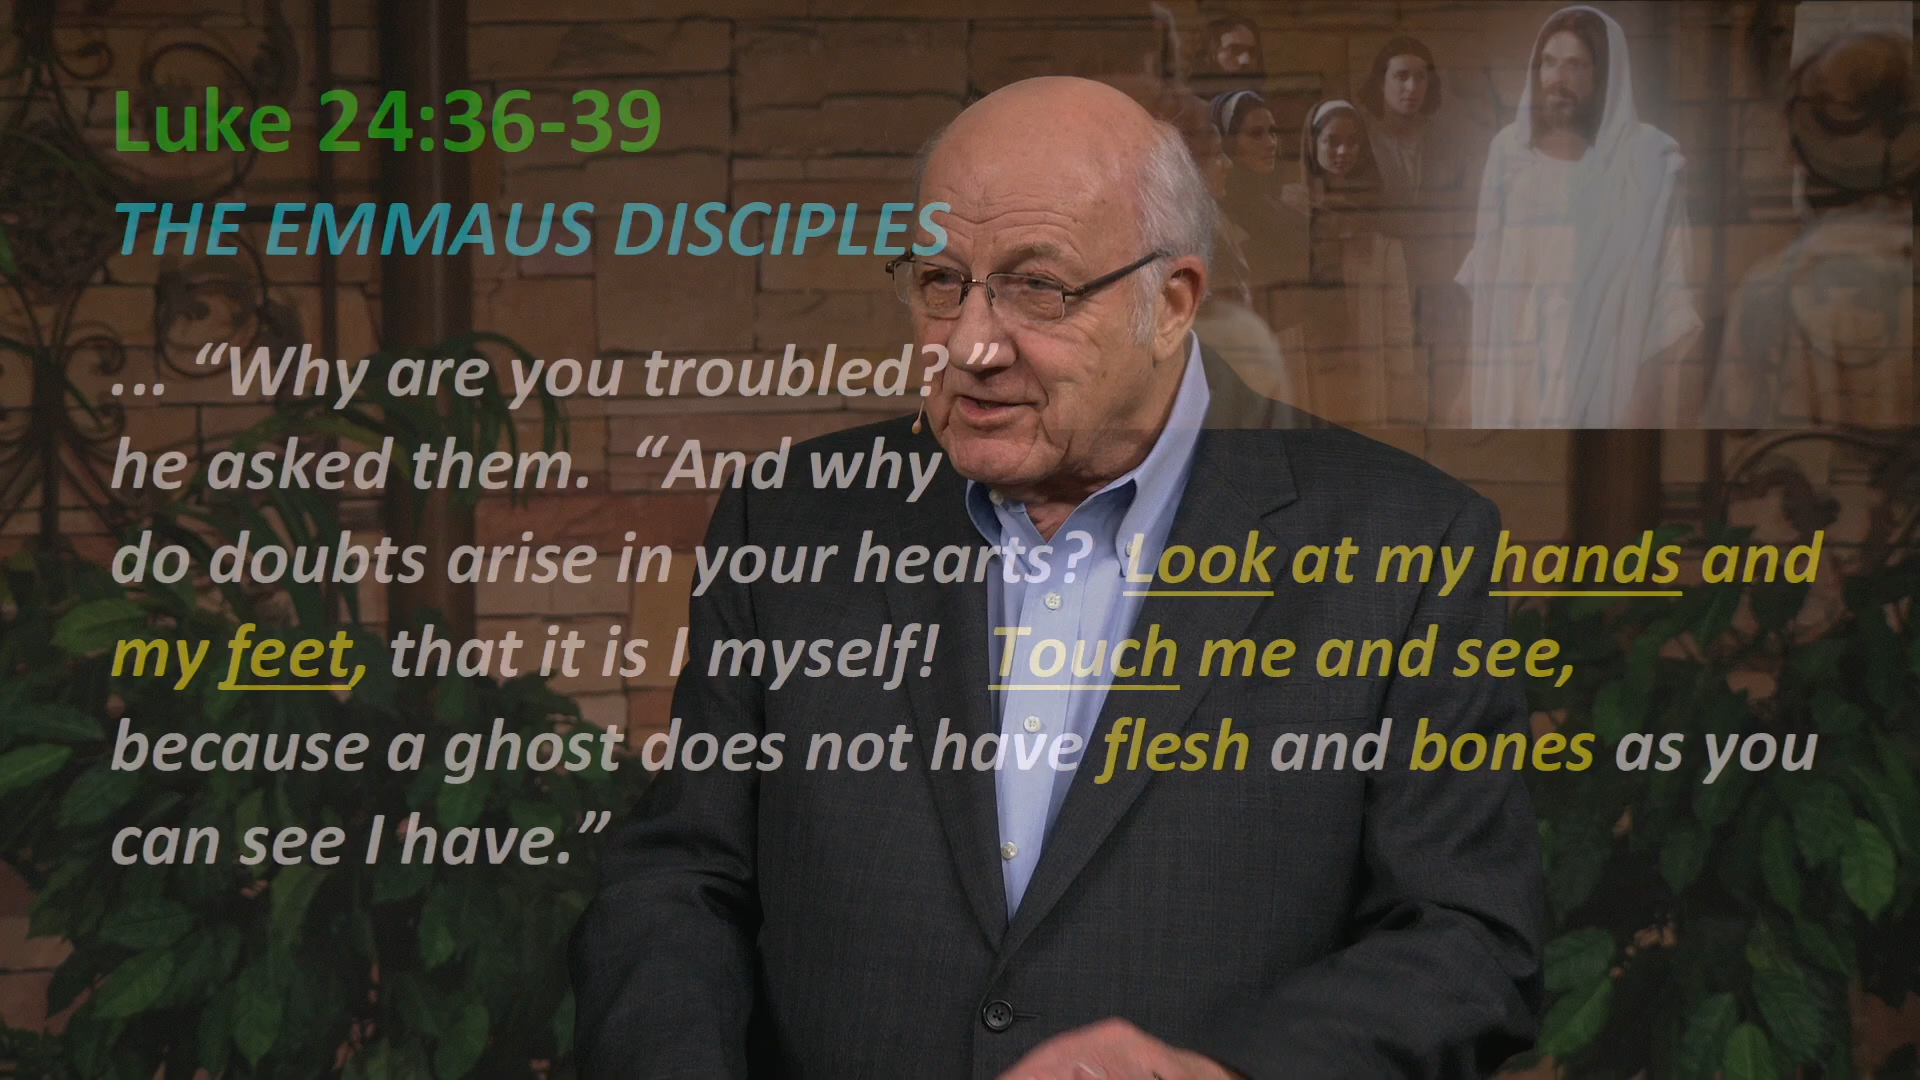 Luke 24:36-39
THE EMMAUS DISCIPLES
... “Why are you troubled?”
he asked them. “And why
do doubts arise in your hearts? Look at my hands and
my feet, that it is I myself! Touch me and see,
because a ghost does not have flesh and bones as you
can see I have.”